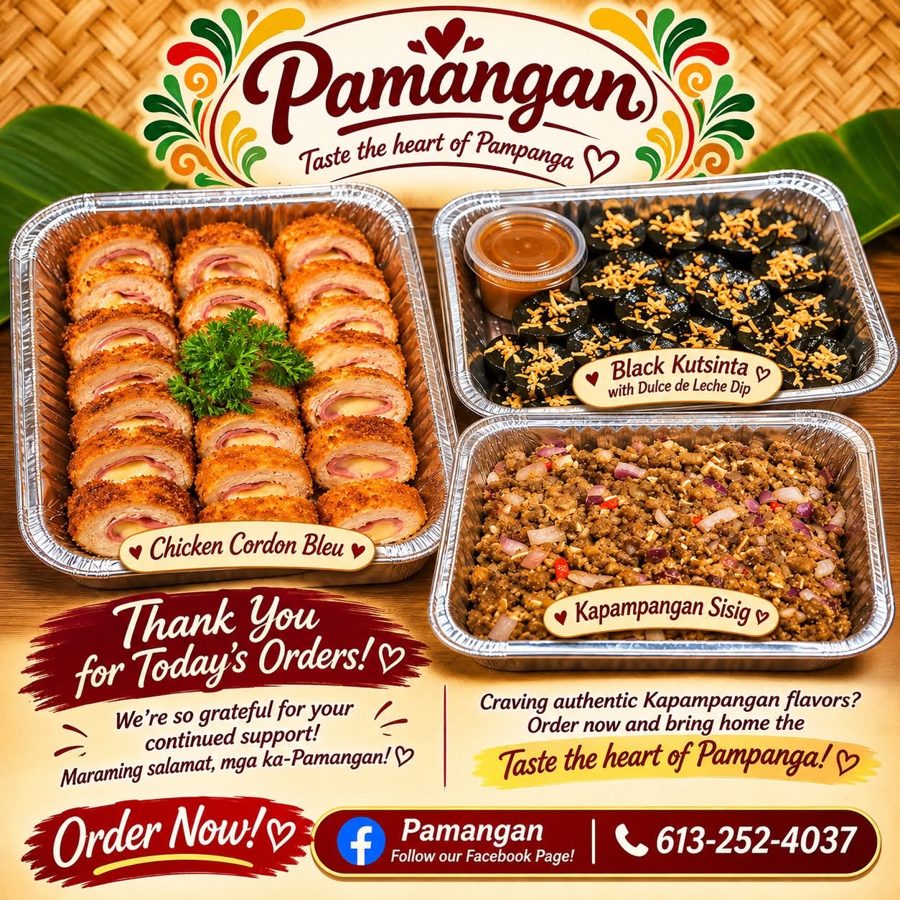 Pamangan
Taste the heart of Pampanga
Black Kutsinta
with Dulce de Leche Dip
Chicken Cordon Bleu
Kapampangan Sisig
Thank You
for Today's Orders!
We're so grateful for your
continued support!
Maraming salamat, mga ka-Pamangan!
Craving authentic Kapampangan flavors?
Order now and bring home the
Taste the heart of Pampanga!
Order Now!
Pamangan
Follow our Facebook Page!
613-252-4037